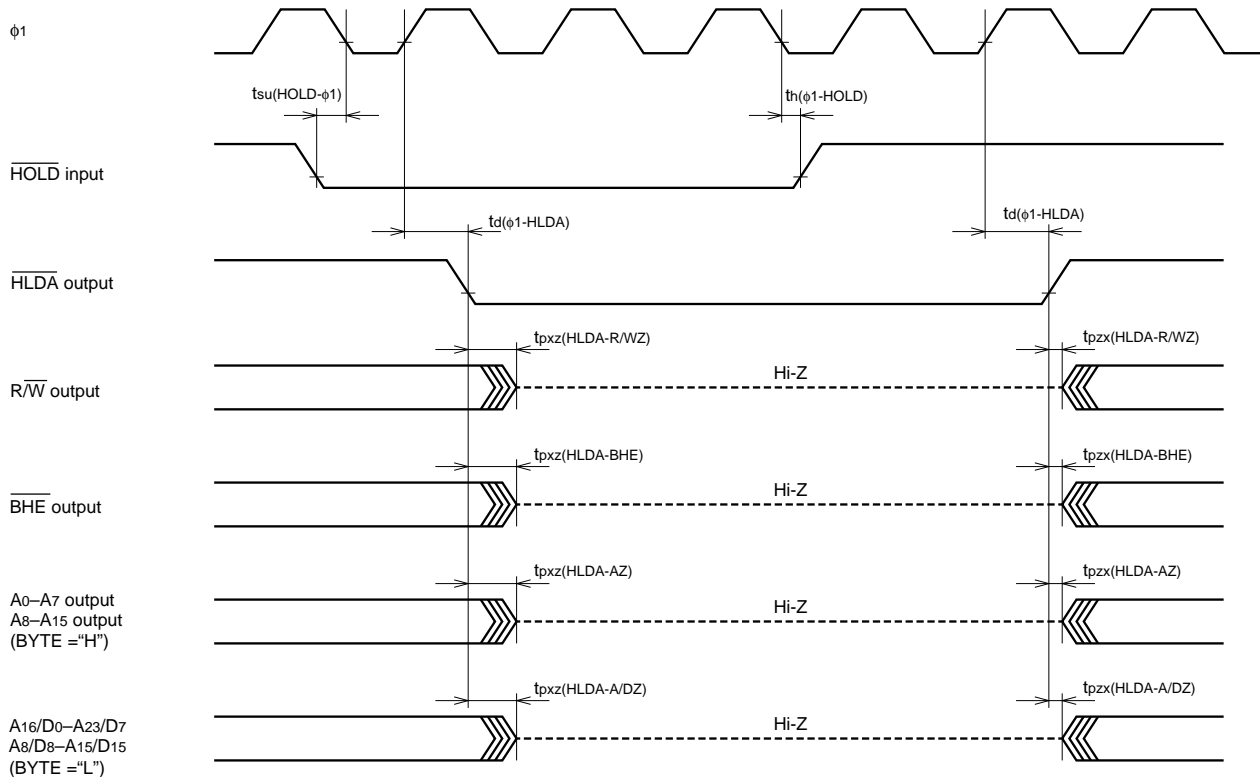 ϕ1
tsu(HOLD-ϕ1)
th(ϕ1-HOLD)
HOLD input
td(ϕ1-HLDA)
td(ϕ1-HLDA)
HLDA output
tpxz(HLDA-R/WZ)
tpzx(HLDA-R/WZ)
Hi-Z
R/W output
tpxz(HLDA-BHE)
tpzx(HLDA-BHE)
Hi-Z
BHE output
tpxz(HLDA-AZ)
tpzx(HLDA-AZ)
Hi-Z
A0–A7 output
A8–A15 output
(BYTE =“H”)
tpxz(HLDA-A/DZ)
tpzx(HLDA-A/DZ)
Hi-Z
A16/D0–A23/D7
A8/D8–A15/D15
(BYTE =“L”)